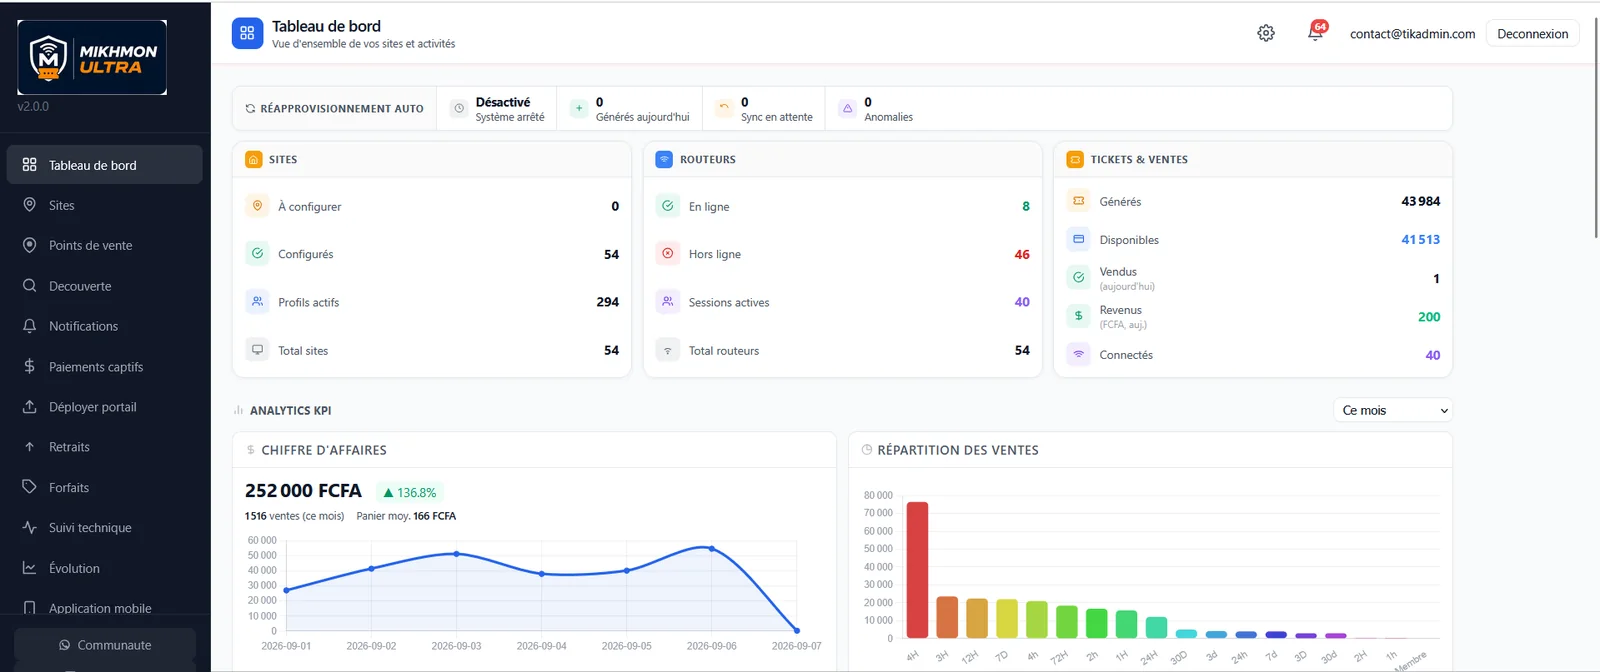 MIKHMON
ULTRA
v2.0.0
Tableau de bord
Sites
Points de vente
Decouverte
Notifications
Paiements captifs
Déployer portail
Retraits
Forfaits
Suivi technique
Évolution
Application mobile
Communaute
Tableau de bord
Vue d'ensemble de vos sites et activités
64
contact@tikadmin.com
Deconnexion
RÉAPPROVISIONNEMENT AUTO
Désactivé
Système arrêté
0
Générés aujourd'hui
0
Sync en attente
0
Anomalies
SITES
À configurer 0
Configurés 54
Profils actifs 294
Total sites 54
ROUTEURS
En ligne 8
Hors ligne 46
Sessions actives 40
Total routeurs 54
TICKETS & VENTES
Générés 43 984
Disponibles 41 513
Vendus
(aujourd'hui)
1
Revenus
(FCFA, auj.)
200
Connectés 40
ANALYTICS KPI
Ce mois
$ CHIFFRE D'AFFAIRES
252 000 FCFA ▲ 136.8%
1 516 ventes (ce mois) Panier moy. 166 FCFA
60 000
50 000
40 000
30 000
20 000
10 000
0
2026-09-01 2026-09-02 2026-09-03 2026-09-04 2026-09-05 2026-09-06 2026-09-07
RÉPARTITION DES VENTES
80 000
70 000
60 000
50 000
40 000
30 000
20 000
10 000
0
4H 3H 12H 7D 4h 72H 2h 1H 24H 30D 3d 24h 7d 3D 30d 2H 1h Membre